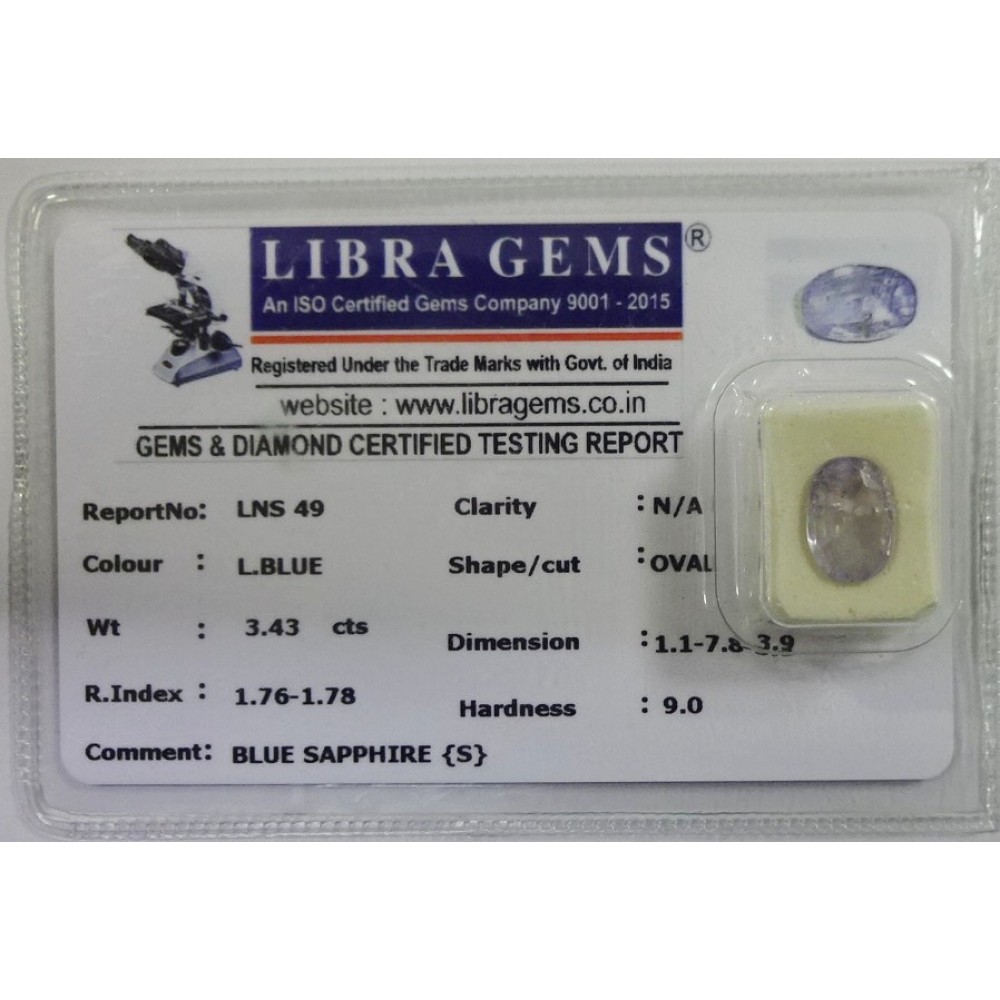 LIBRA GEMS ®
An ISO Certified Gems Company 9001 - 2015
Registered Under the Trade Marks with Govt. of India
website : www.libragems.co.in
GEMS & DIAMOND CERTIFIED TESTING REPORT
ReportNo: LNS 49 Clarity : N/A
Colour : L.BLUE Shape/cut : OVAL
Wt : 3.43 cts Dimension : 1.1-7.8-3.9
R.Index : 1.76-1.78 Hardness : 9.0
Comment: BLUE SAPPHIRE {S}